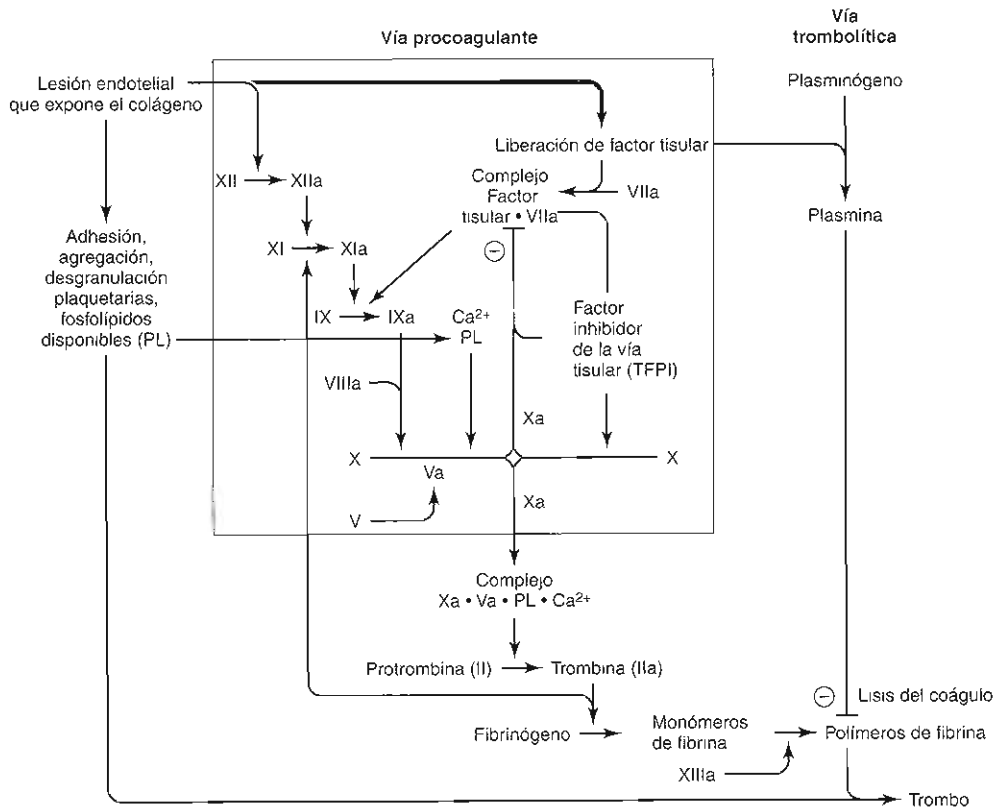 Vía procoagulante
Vía
trombolítica
Lesión endotelial
que expone el colágeno
Plasminógeno
Liberación de factor tisular
XII
XIIa
Complejo
Factor
tisular • VIIa
VIIa
Plasmina
Adhesión,
agregación,
desgranulación
plaquetarias,
fosfolípidos
disponibles (PL)
XI
XIa
−
IX
IXa
Ca²⁺
PL
Factor
inhibidor
de la vía
tisular (TFPI)
VIIIa
Xa
X
X
Va
V
Xa
Complejo
Xa • Va • PL • Ca²⁺
Protrombina (II)
Trombina (IIa)
−
Lisis del coágulo
Fibrinógeno
Monómeros
de fibrina
Polímeros de fibrina
XIIIa
Trombo